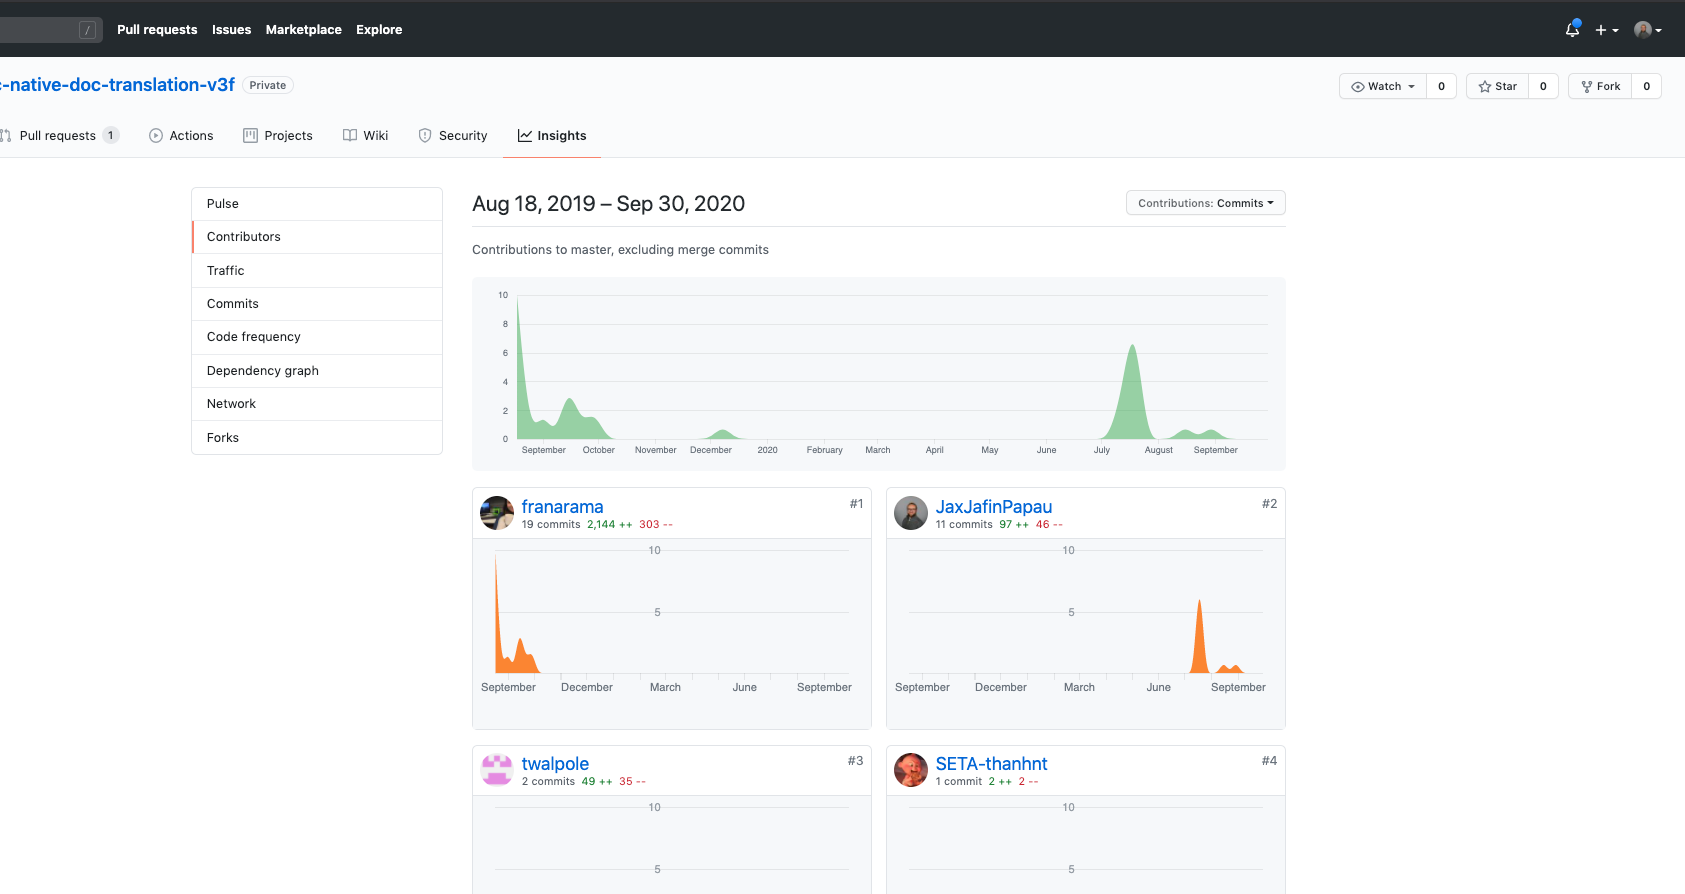 / Pull requests Issues Marketplace Explore
-native-doc-translation-v3f Private
Watch 0 Star 0 Fork 0
Pull requests 1 Actions Projects Wiki Security Insights
Pulse
Contributors
Traffic
Commits
Code frequency
Dependency graph
Network
Forks
Aug 18, 2019 – Sep 30, 2020
Contributions: Commits
Contributions to master, excluding merge commits
10
8
6
4
2
0
September October November December 2020 February March April May June July August September
franarama #1
19 commits 2,144 ++ 303 --
10
5
September December March June September
JaxJafinPapau #2
11 commits 97 ++ 46 --
10
5
September December March June September
twalpole #3
2 commits 49 ++ 35 --
10
5
SETA-thanhnt #4
1 commit 2 ++ 2 --
10
5